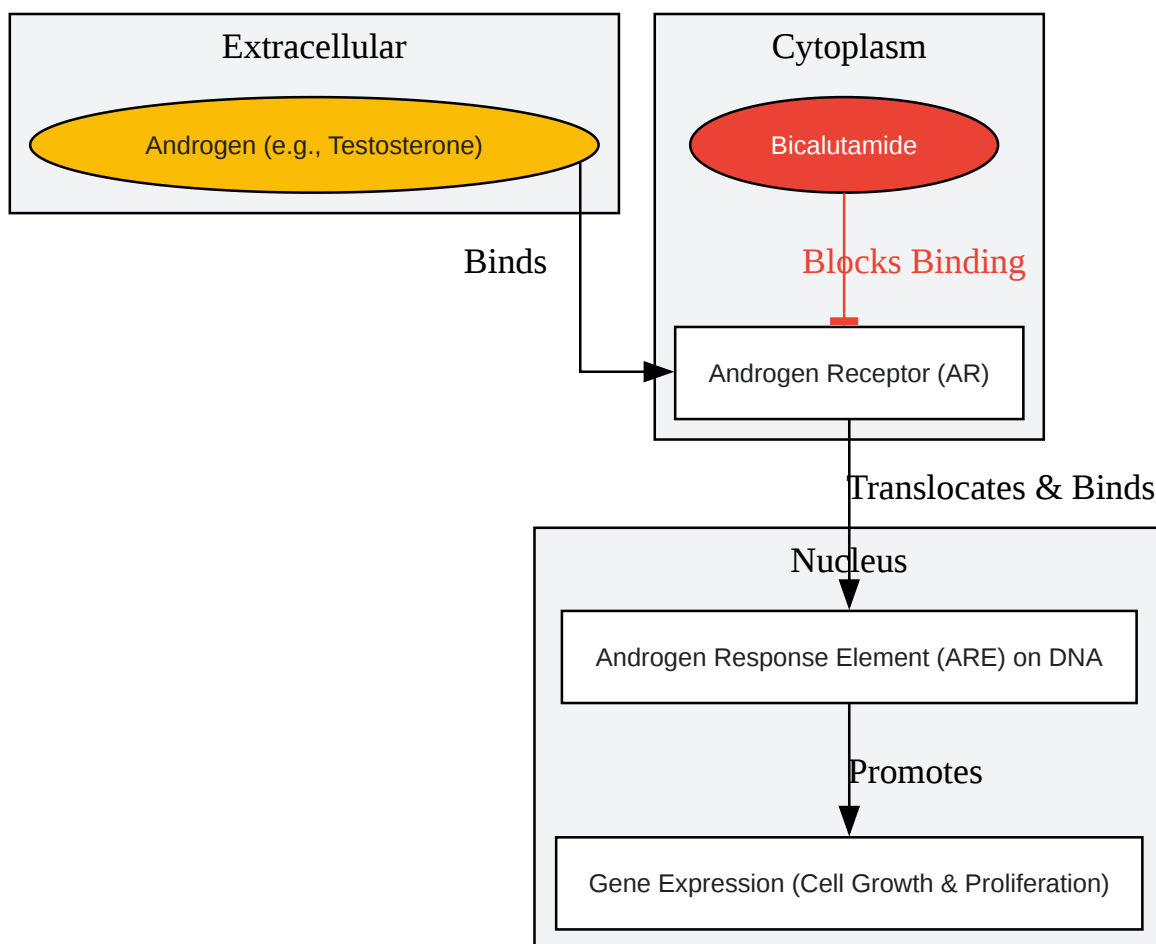 Extracellular
Cytoplasm
Androgen (e.g., Testosterone)
Bicalutamide
Binds
Blocks Binding
Androgen Receptor (AR)
Translocates & Binds
Nucleus
Androgen Response Element (ARE) on DNA
Promotes
Gene Expression (Cell Growth & Proliferation)